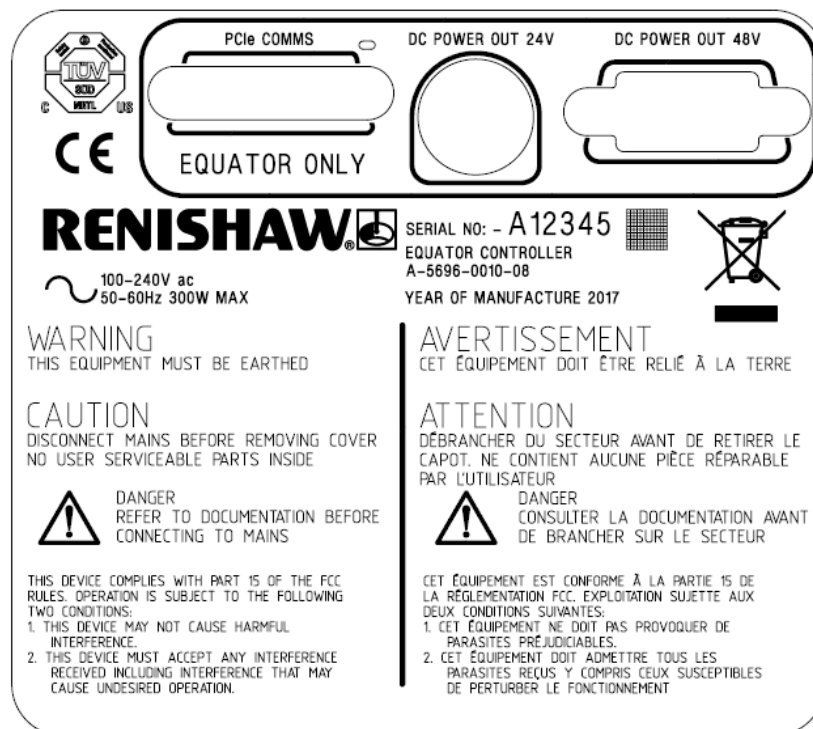 PCIe COMMS
DC POWER OUT 24V
DC POWER OUT 48V
TÜV
SÜD
NRTL
C US
CE
EQUATOR ONLY
RENISHAW®
SERIAL NO: - A12345
EQUATOR CONTROLLER
A-5696-0010-08
100-240V ac
50-60Hz 300W MAX
YEAR OF MANUFACTURE 2017
WARNING
THIS EQUIPMENT MUST BE EARTHED
CAUTION
DISCONNECT MAINS BEFORE REMOVING COVER
NO USER SERVICEABLE PARTS INSIDE
DANGER
REFER TO DOCUMENTATION BEFORE
CONNECTING TO MAINS
THIS DEVICE COMPLIES WITH PART 15 OF THE FCC
RULES. OPERATION IS SUBJECT TO THE FOLLOWING
TWO CONDITIONS:
1. THIS DEVICE MAY NOT CAUSE HARMFUL
INTERFERENCE.
2. THIS DEVICE MUST ACCEPT ANY INTERFERENCE
RECEIVED INCLUDING INTERFERENCE THAT MAY
CAUSE UNDESIRED OPERATION.
AVERTISSEMENT
CET ÉQUIPEMENT DOIT ÊTRE RELIÉ À LA TERRE
ATTENTION
DÉBRANCHER DU SECTEUR AVANT DE RETIRER LE
CAPOT. NE CONTIENT AUCUNE PIÈCE RÉPARABLE
PAR L'UTILISATEUR
DANGER
CONSULTER LA DOCUMENTATION AVANT
DE BRANCHER SUR LE SECTEUR
CET ÉQUIPEMENT EST CONFORME À LA PARTIE 15 DE
LA RÉGLEMENTATION FCC. EXPLOITATION SUJETTE AUX
DEUX CONDITIONS SUIVANTES:
1. CET ÉQUIPEMENT NE DOIT PAS PROVOQUER DE
PARASITES PRÉJUDICIABLES.
2. CET ÉQUIPEMENT DOIT ADMETTRE TOUS LES
PARASITES REÇUS Y COMPRIS CEUX SUSCEPTIBLES
DE PERTURBER LE FONCTIONNEMENT